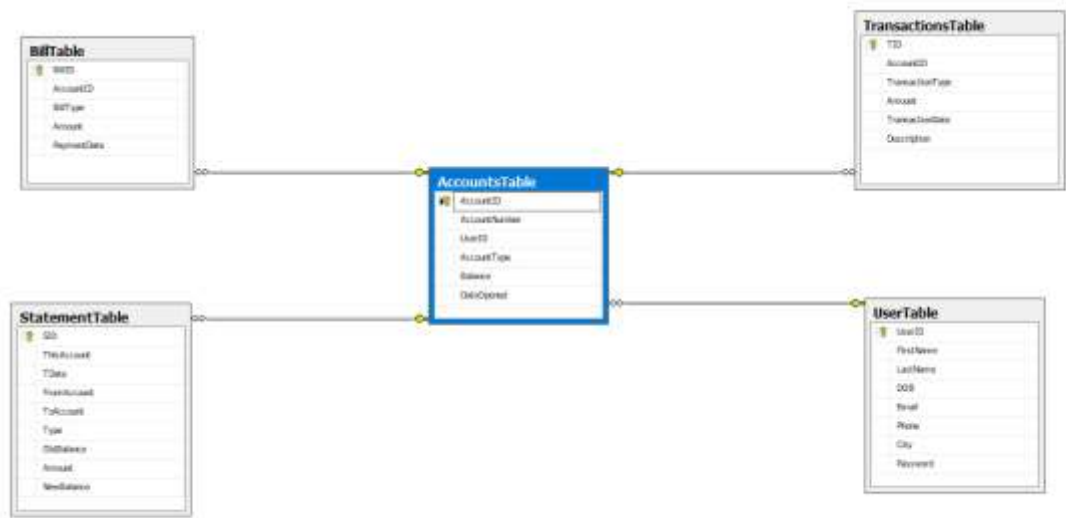 BillTable
BillID
AccountID
BillType
Amount
PaymentDate
TransactionsTable
TID
AccountID
TransactionType
Amount
TransactionDate
Description
AccountsTable
AccountID
AccountNumber
UserID
AccountType
Balance
DateOpened
StatementTable
SID
ThisAccount
TDate
FromAccount
ToAccount
Type
OldBalance
Amount
NewBalance
UserTable
UserID
FirstName
LastName
DOB
Email
Phone
City
Password